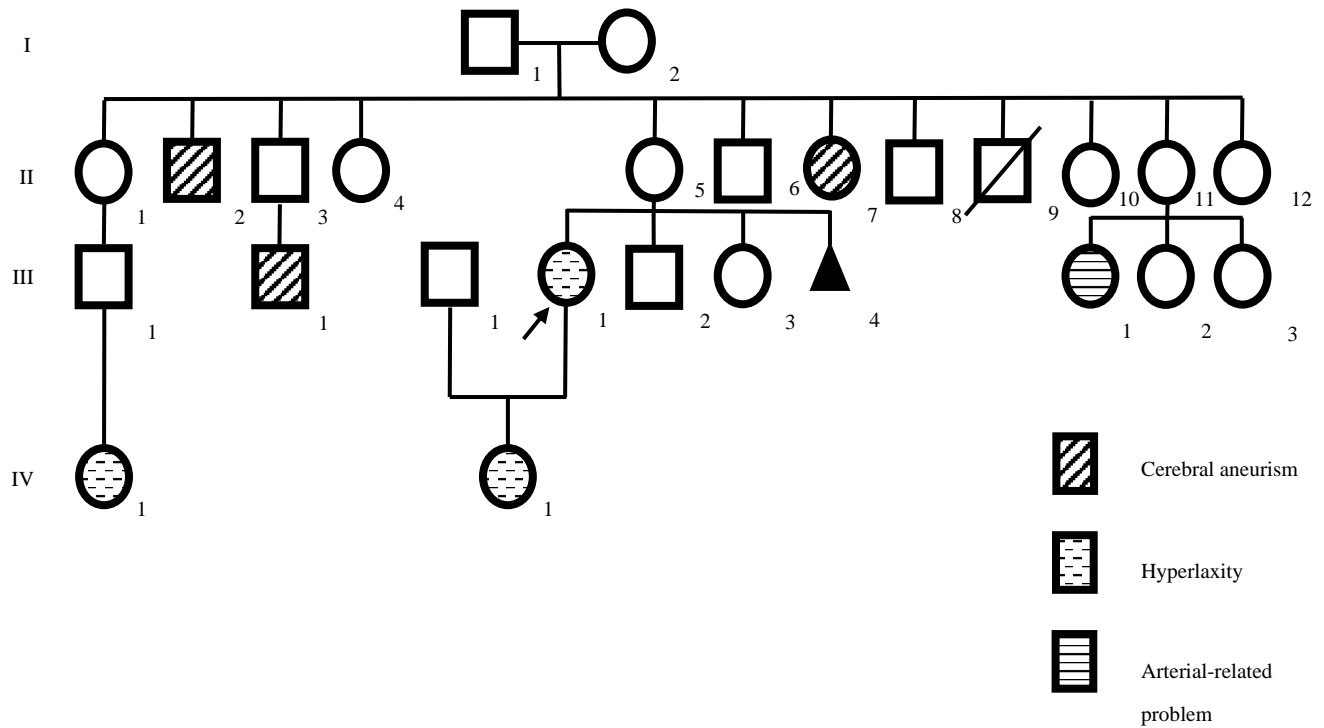 I
1 2
II
1 2 3 4 5 6 7 8 9 10 11 12
III
1 1 1 1 2 3 4 1 2 3
IV
1 1
Cerebral aneurism
Hyperlaxity
Arterial-related
problem